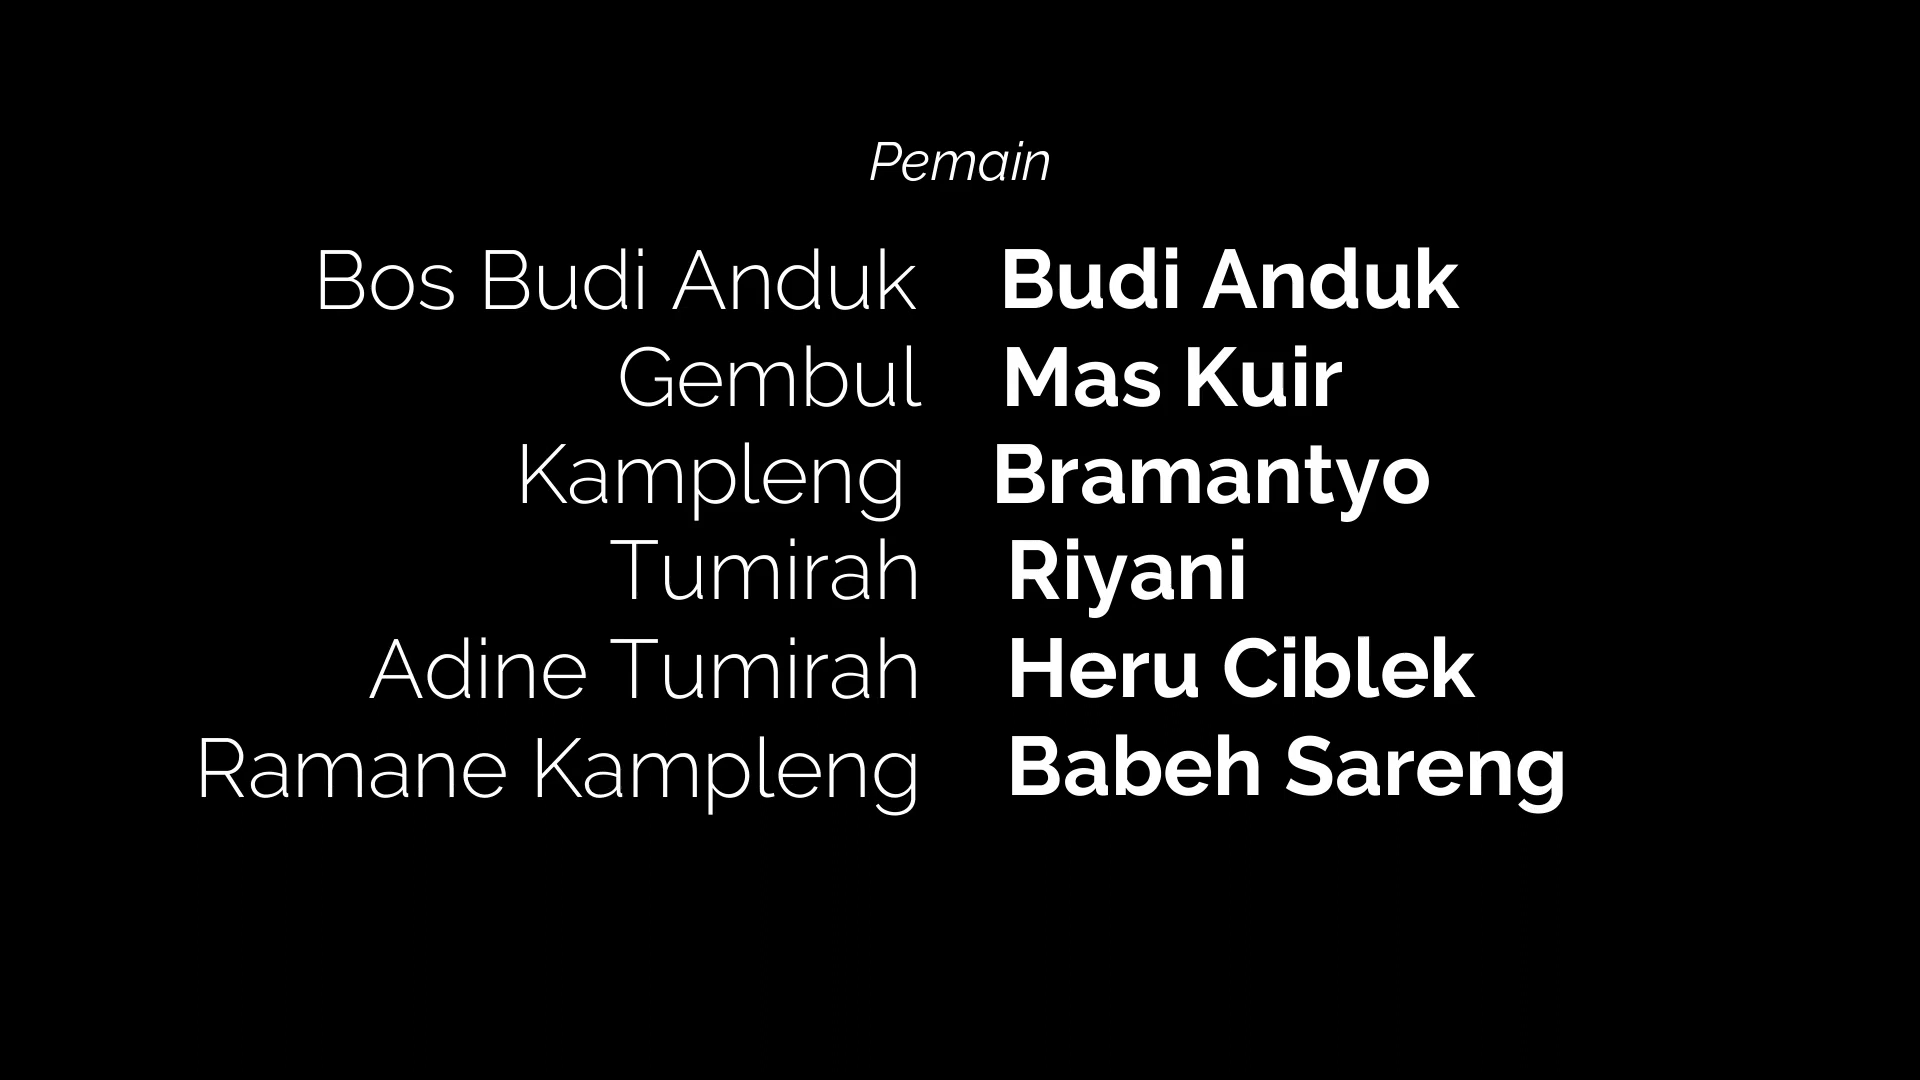 Pemain
Bos Budi Anduk Budi Anduk
Gembul Mas Kuir
Kampleng Bramantyo
Tumirah Riyani
Adine Tumirah Heru Ciblek
Ramane Kampleng Babeh Sareng